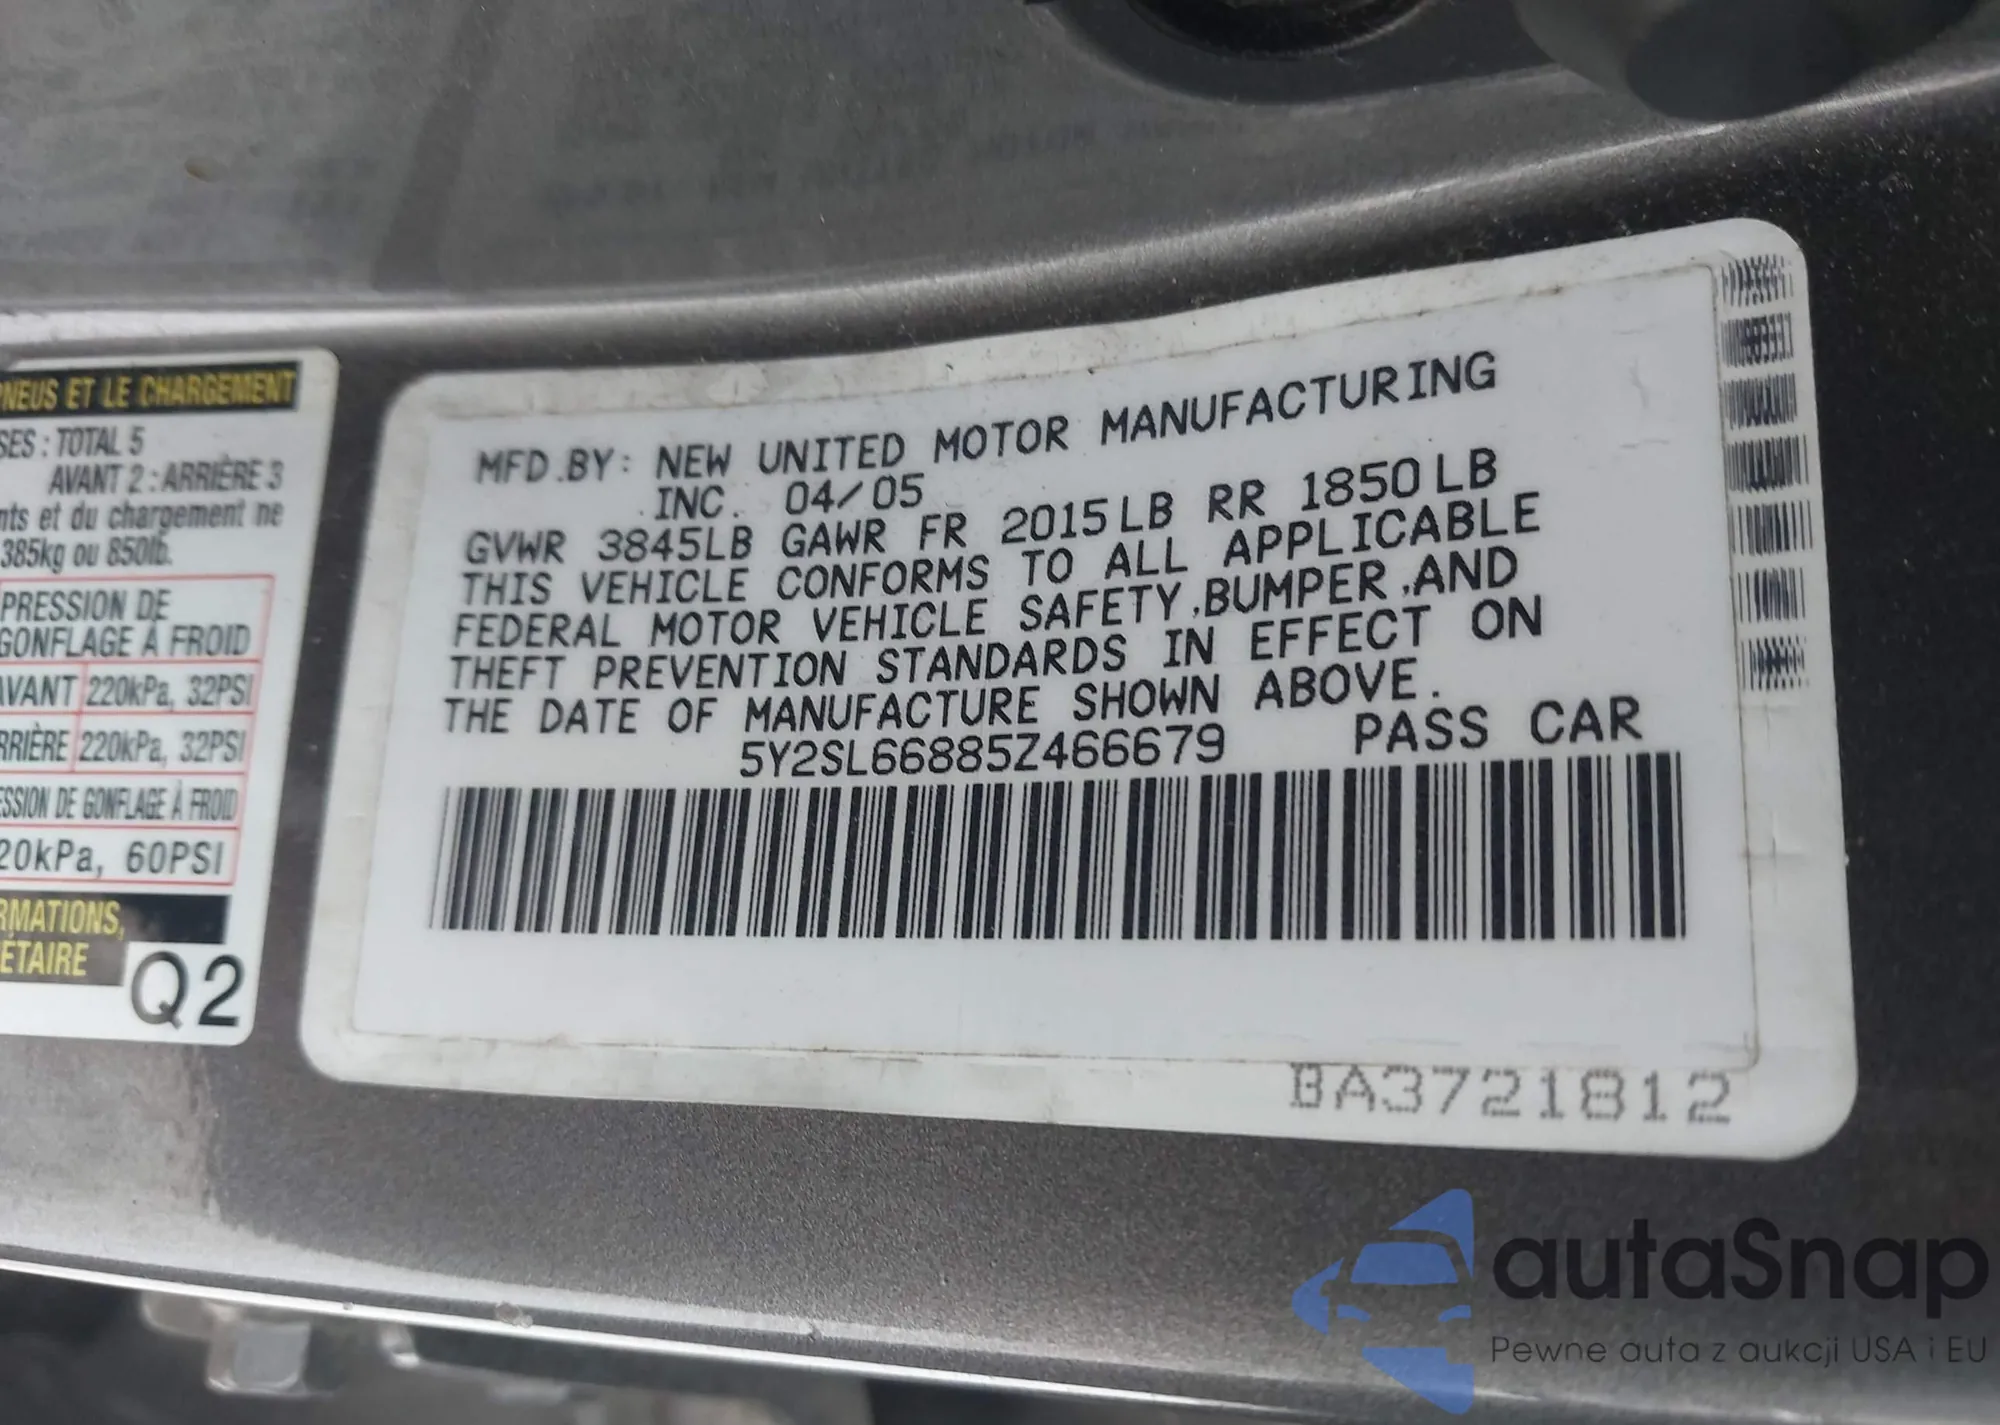 PNEUS ET LE CHARGEMENT
SES : TOTAL 5
AVANT 2 : ARRIÈRE 3
nts et du chargement ne
385kg ou 850lb.
PRESSION DE
GONFLAGE À FROID
AVANT 220kPa, 32PSI
RRIÈRE 220kPa, 32PSI
ESSION DE GONFLAGE À FROID
20kPa, 60PSI
RMATIONS,
ÉTAIRE
Q2
MFD.BY: NEW UNITED MOTOR MANUFACTURING
INC. 04/05
GVWR 3845LB GAWR FR 2015LB RR 1850LB
THIS VEHICLE CONFORMS TO ALL APPLICABLE
FEDERAL MOTOR VEHICLE SAFETY,BUMPER,AND
THEFT PREVENTION STANDARDS IN EFFECT ON
THE DATE OF MANUFACTURE SHOWN ABOVE.
5Y2SL66885Z466679 PASS CAR
BA3721812
autaSnap
Pewne auta z aukcji USA i EU